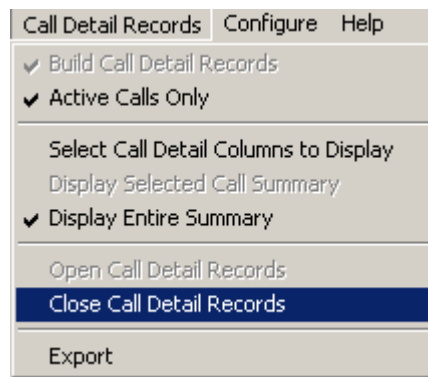 Call Detail Records Configure Help
Build Call Detail Records
Active Calls Only
Select Call Detail Columns to Display
Display Selected Call Summary
Display Entire Summary
Open Call Detail Records
Close Call Detail Records
Export